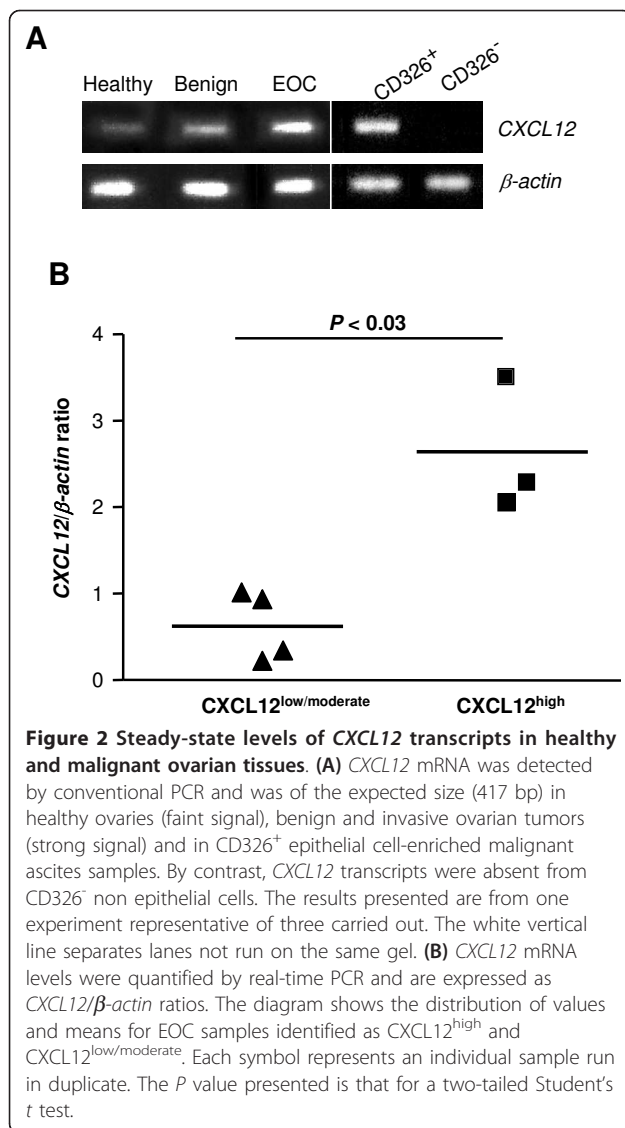 A
Healthy Benign EOC CD326⁺ CD326⁻
CXCL12
β-actin
B
P < 0.03
4
3
2
1
0
CXCL12/β-actin ratio
CXCL12^low/moderate CXCL12^high
Figure 2 Steady-state levels of CXCL12 transcripts in healthy
and malignant ovarian tissues. (A) CXCL12 mRNA was detected
by conventional PCR and was of the expected size (417 bp) in
healthy ovaries (faint signal), benign and invasive ovarian tumors
(strong signal) and in CD326⁺ epithelial cell-enriched malignant
ascites samples. By contrast, CXCL12 transcripts were absent from
CD326⁻ non epithelial cells. The results presented are from one
experiment representative of three carried out. The white vertical
line separates lanes not run on the same gel. (B) CXCL12 mRNA
levels were quantified by real-time PCR and are expressed as
CXCL12/β-actin ratios. The diagram shows the distribution of values
and means for EOC samples identified as CXCL12^high and
CXCL12^low/moderate. Each symbol represents an individual sample run
in duplicate. The P value presented is that for a two-tailed Student's
t test.